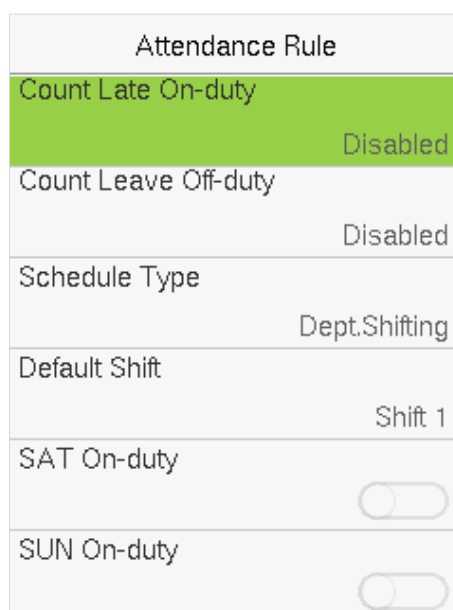 Attendance Rule
Count Late On-duty
Disabled
Count Leave Off-duty
Disabled
Schedule Type
Dept.Shifting
Default Shift
Shift 1
SAT On-duty
SUN On-duty